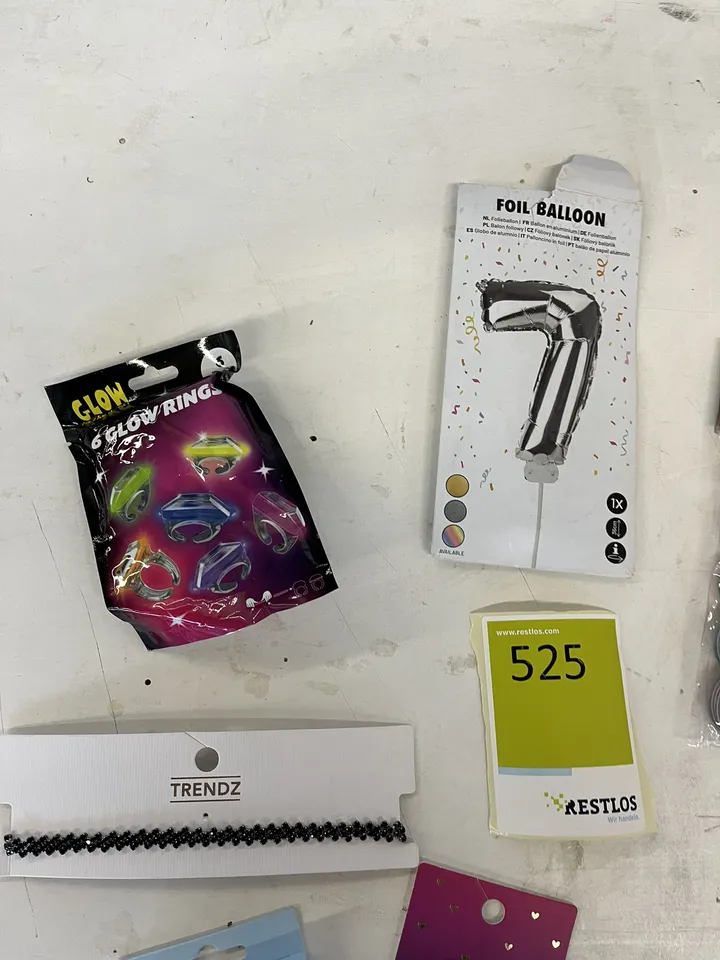 FOIL BALLOON
NL Folieballon | FR Ballon en aluminium | DE Folienballon
PL Balon foliowy | CZ Fóliový balónek | SK Fóliový balónik
ES Globo de aluminio | IT Palloncino in foil | PT balão de papel alumínio
1X
AVAILABLE
GLOW
6 GLOW RINGS
www.restlos.com
525
RESTLOS
Wir handeln.
TRENDZ